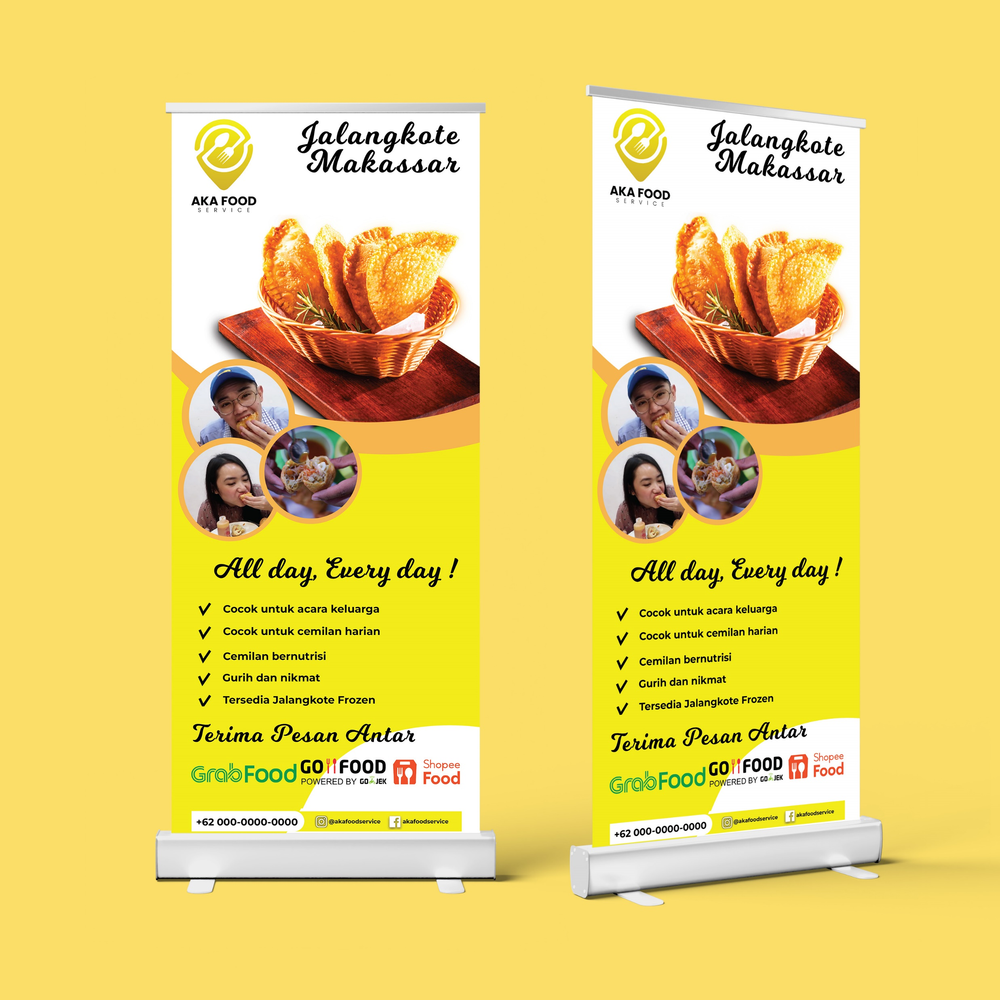 AKA FOOD
SERVICE
Jalangkote
Makassar
All day, Every day !
Cocok untuk acara keluarga
Cocok untuk cemilan harian
Cemilan bernutrisi
Gurih dan nikmat
Tersedia Jalangkote Frozen
Terima Pesan Antar
GrabFood
GO FOOD
POWERED BY GOJEK
Shopee
Food
+62 000-0000-0000
@akafoodservice
akafoodservice
AKA FOOD
SERVICE
Jalangkote
Makassar
All day, Every day !
Cocok untuk acara keluarga
Cocok untuk cemilan harian
Cemilan bernutrisi
Gurih dan nikmat
Tersedia Jalangkote Frozen
Terima Pesan Antar
GrabFood
GO FOOD
POWERED BY GOJEK
Shopee
Food
+62 000-0000-0000
@akafoodservice
akafoodservice